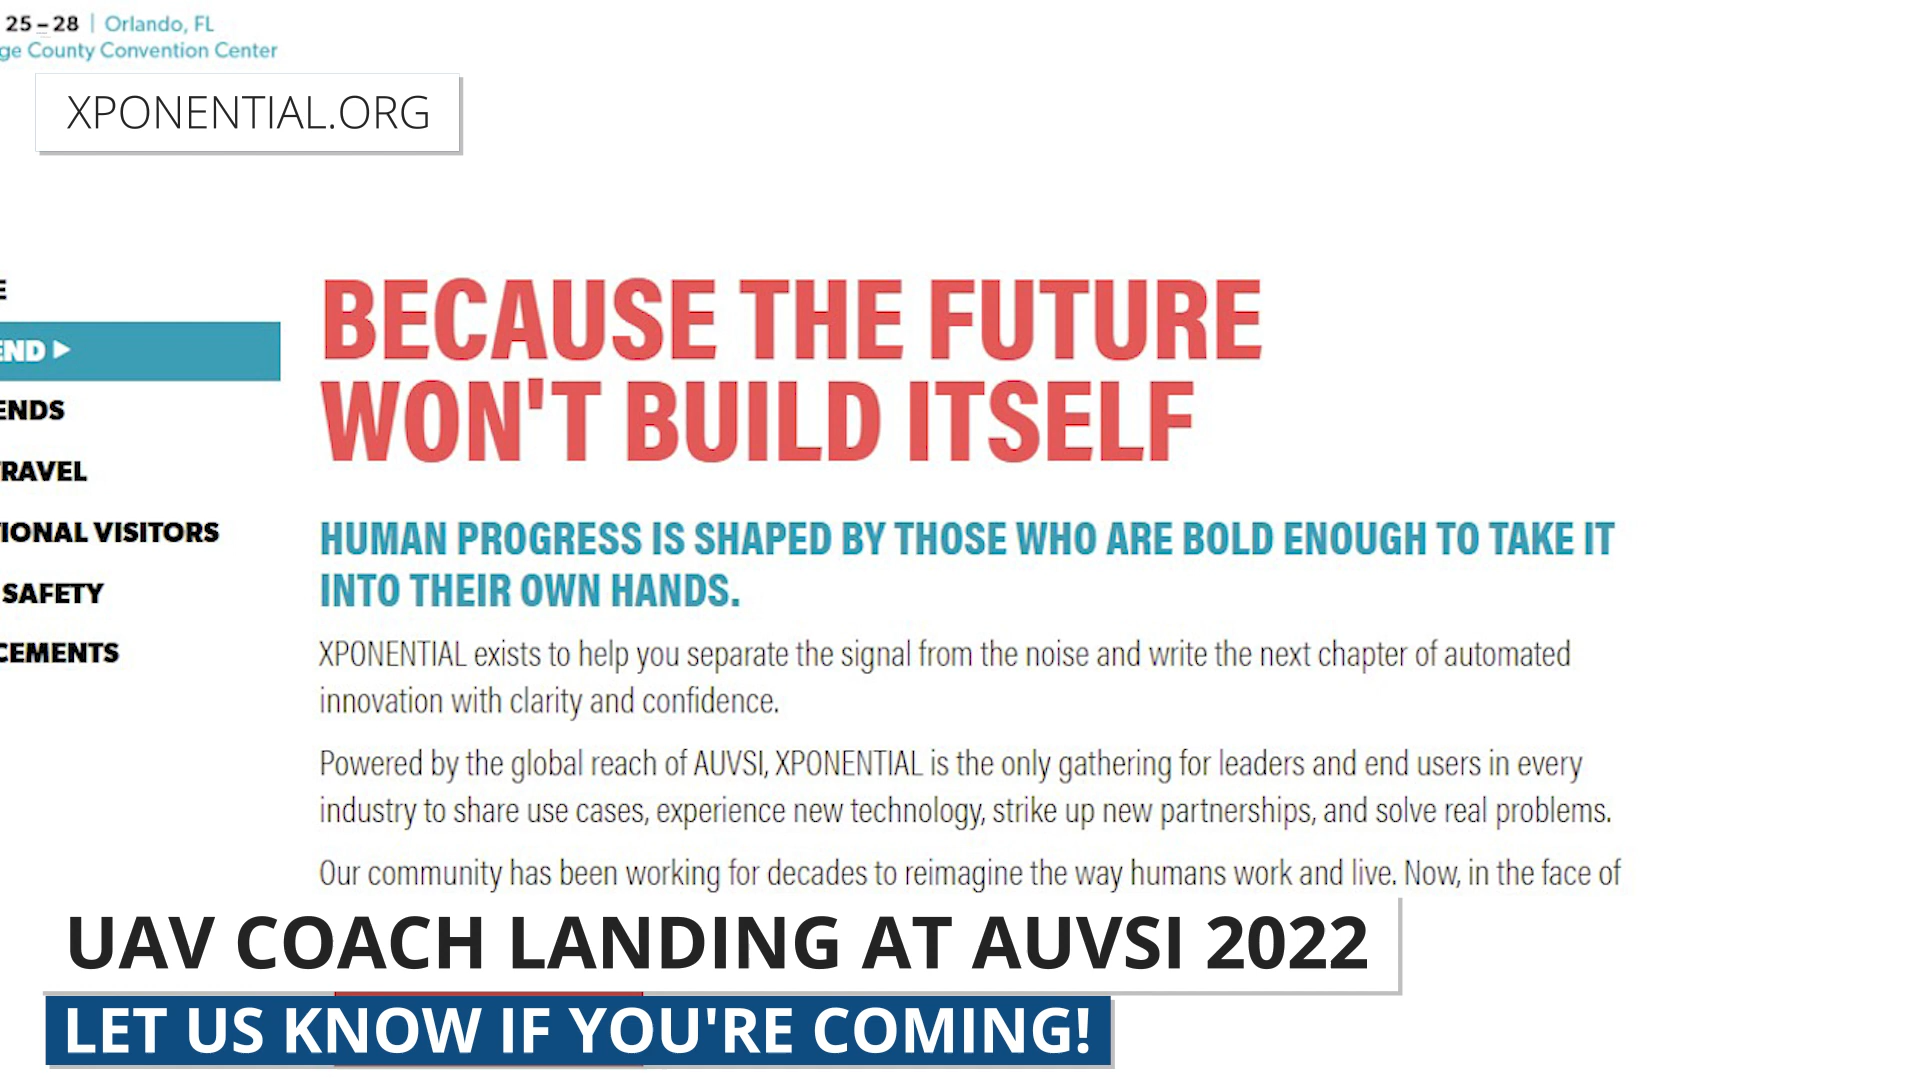 25–28 | Orlando, FL
County Convention Center
XPONENTIAL.ORG
BECAUSE THE FUTURE
WON'T BUILD ITSELF
ENDS
VISITORS
SAFETY
HUMAN PROGRESS IS SHAPED BY THOSE WHO ARE BOLD ENOUGH TO TAKE IT
INTO THEIR OWN HANDS.
XPONENTIAL exists to help you separate the signal from the noise and write the next chapter of automated
innovation with clarity and confidence.
Powered by the global reach of AUVSI, XPONENTIAL is the only gathering for leaders and end users in every
industry to share use cases, experience new technology, strike up new partnerships, and solve real problems.
Our community has been working for decades to reimagine the way humans work and live. Now, in the face of
UAV COACH LANDING AT AUVSI 2022
LET US KNOW IF YOU'RE COMING!